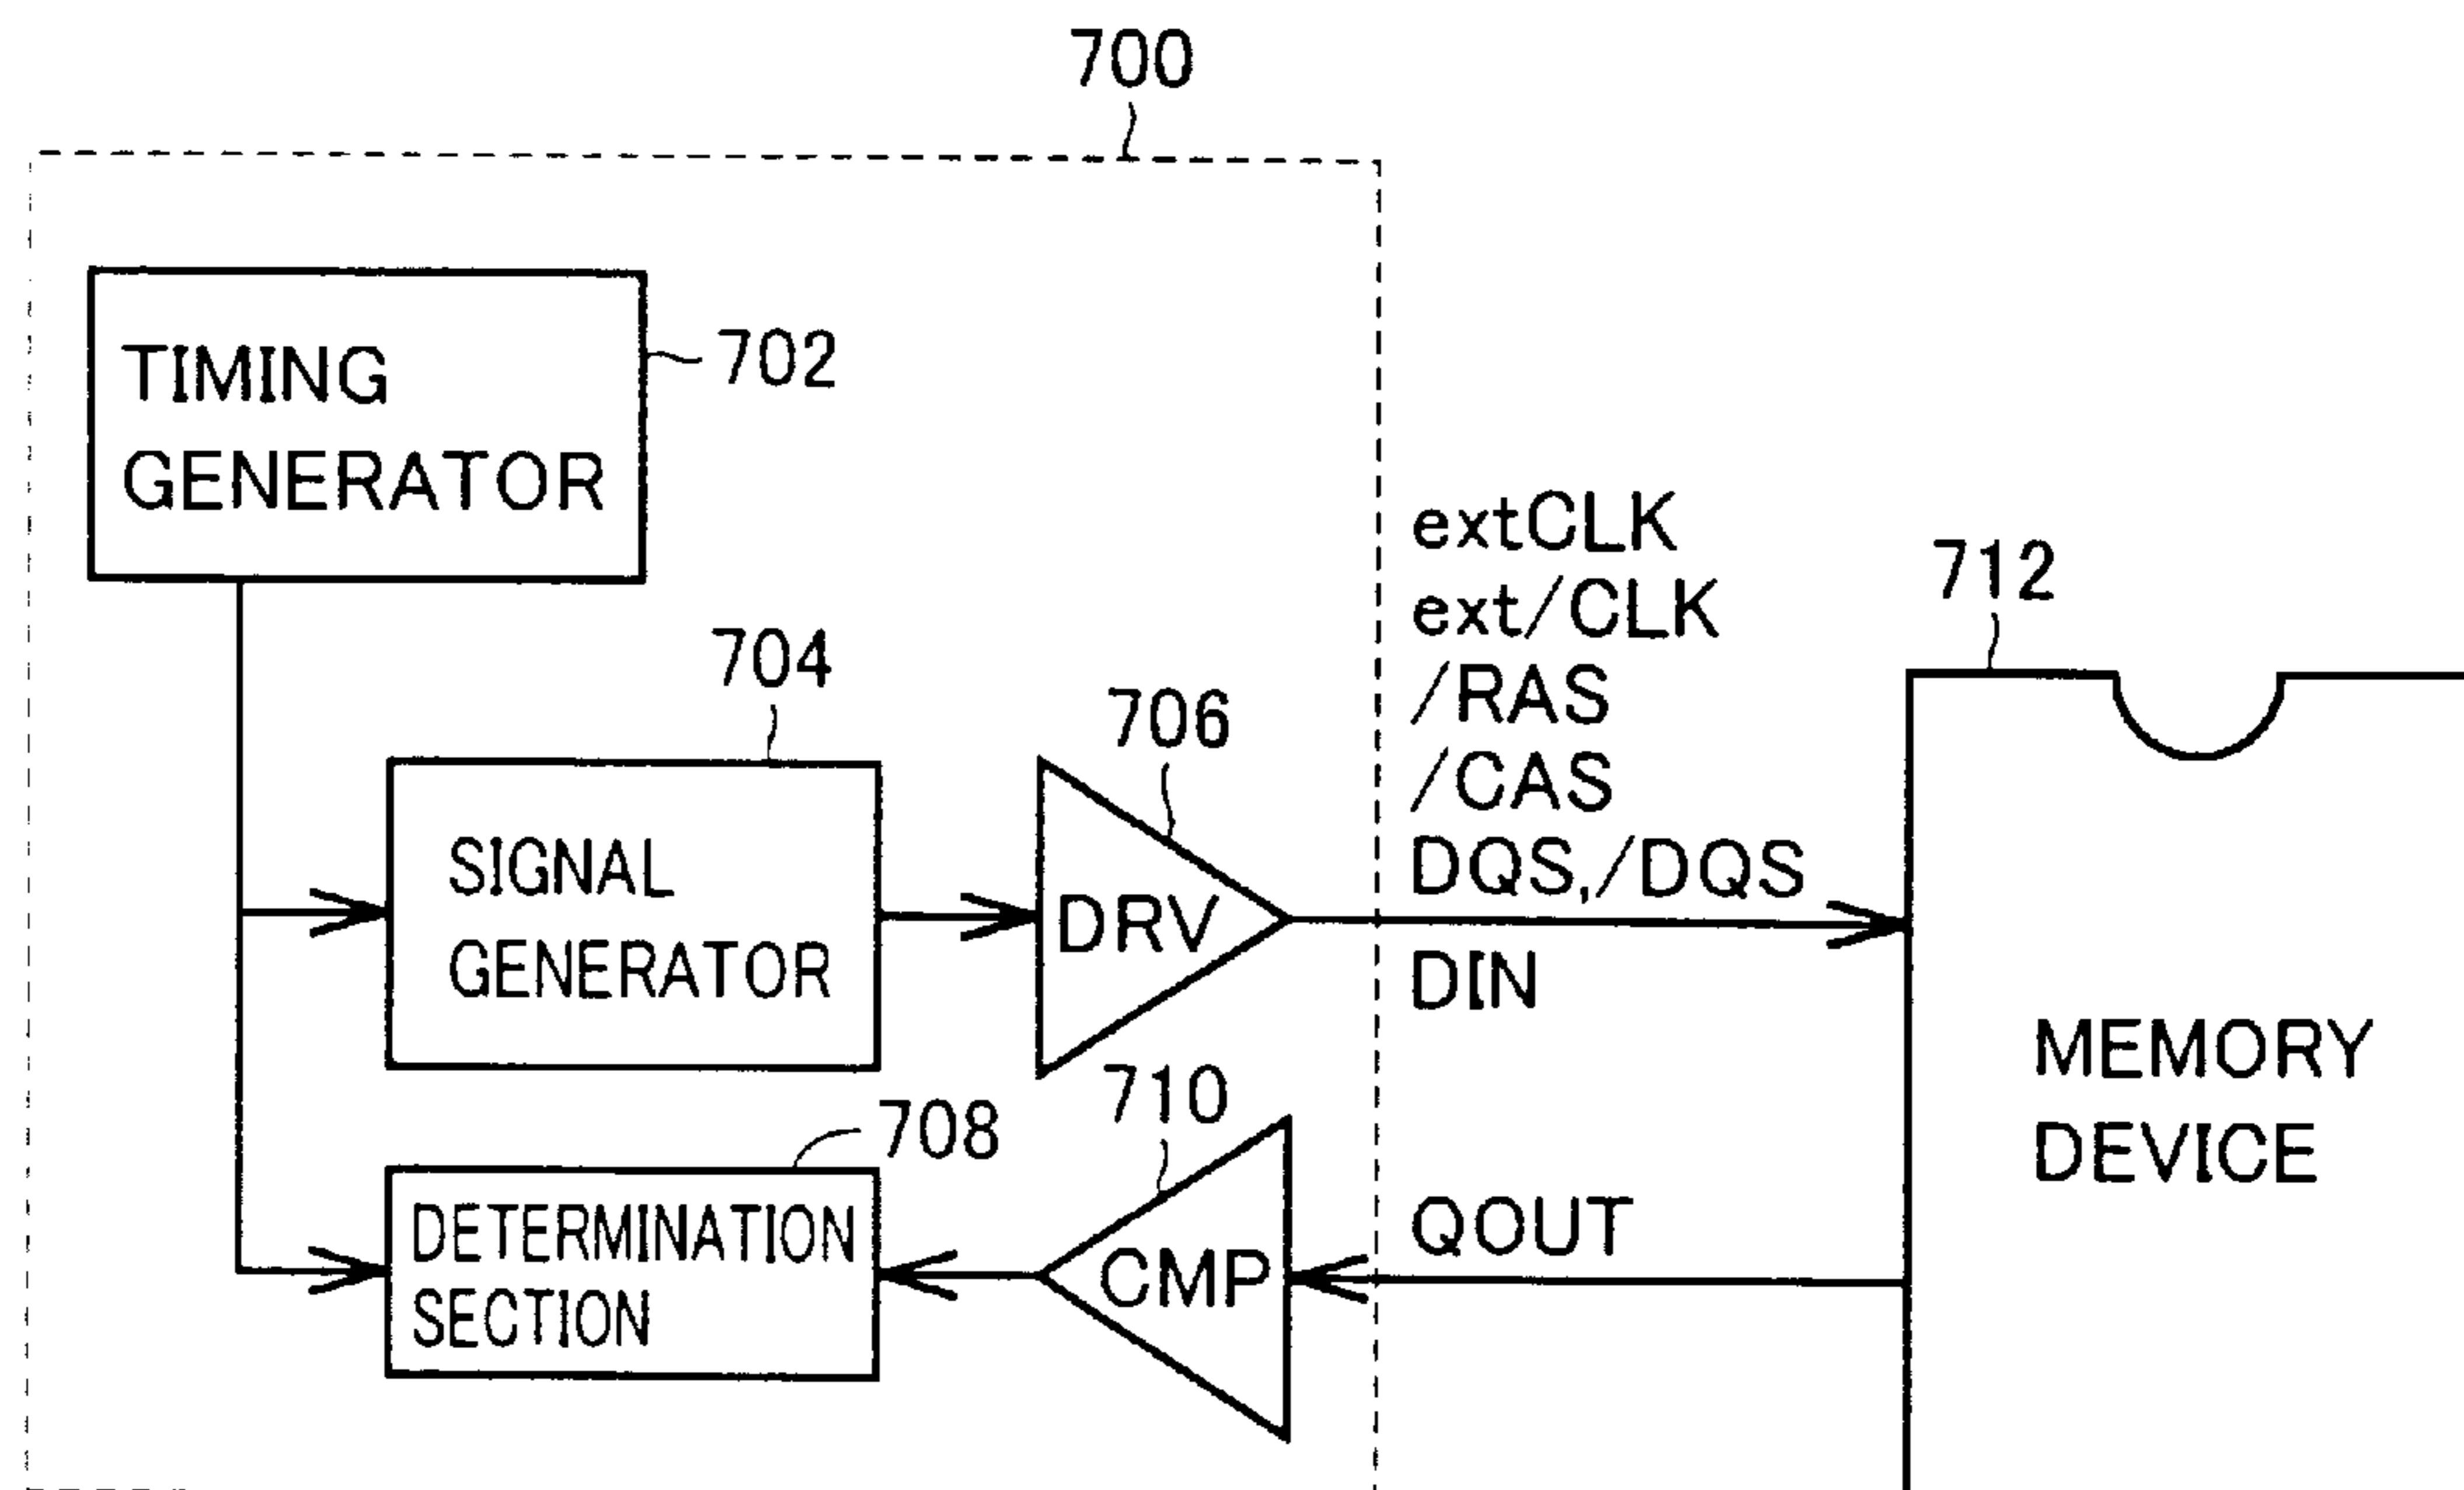 700
TIMING
GENERATOR
702
extCLK
ext/CLK
/RAS
/CAS
DQS,/DQS
DIN
712
704
706
SIGNAL
GENERATOR
DRV
MEMORY
DEVICE
708
710
DETERMINATION
SECTION
CMP
QOUT